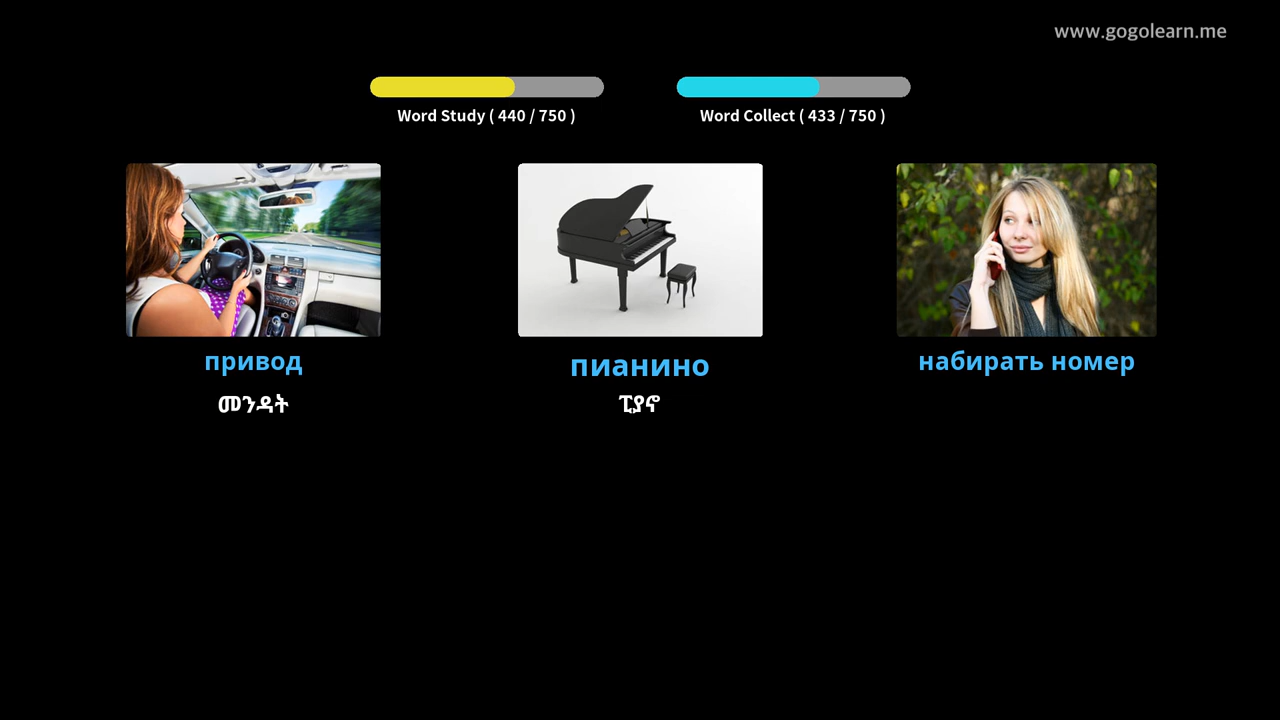 www.gogolearn.me
Word Study ( 440 / 750 )
Word Collect ( 433 / 750 )
привод
пианино
набирать номер
መንዳት
ፒያኖ